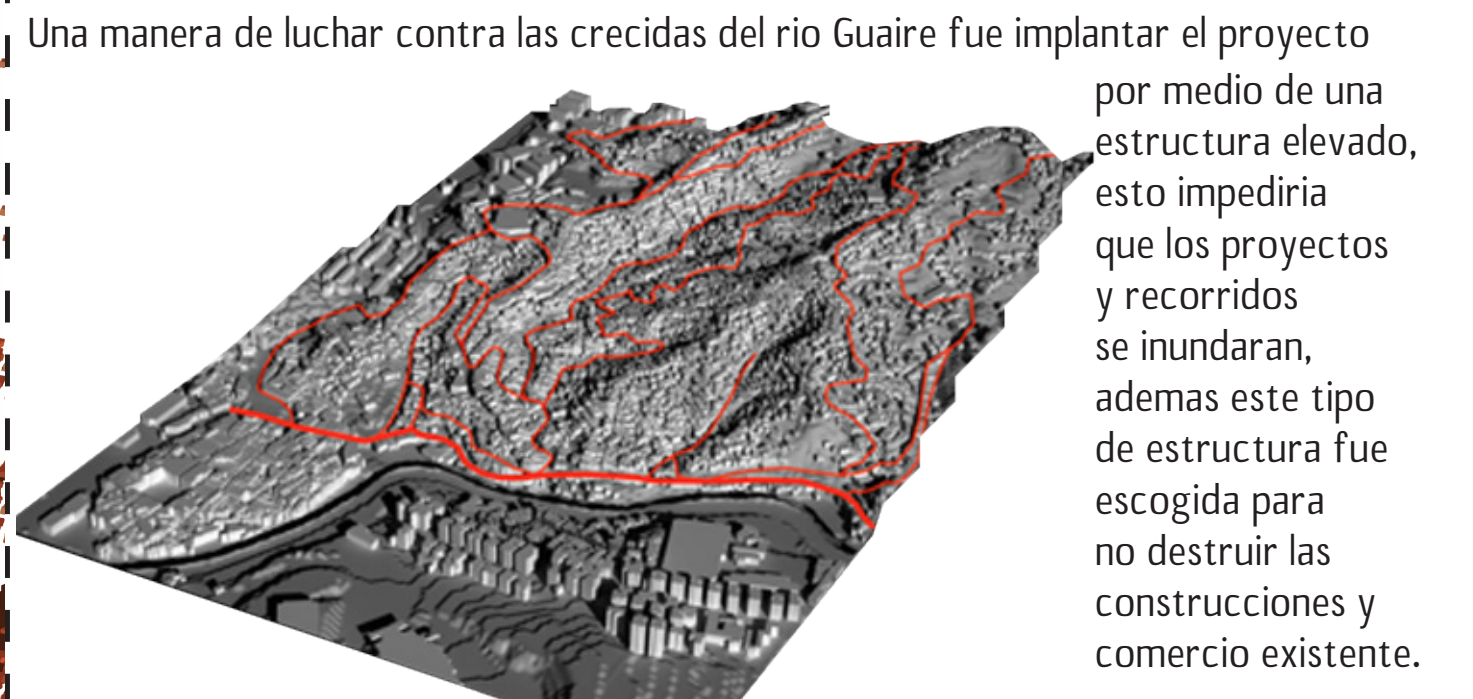 Una manera de luchar contra las crecidas del rio Guaire fue implantar el proyecto
por medio de una
estructura elevado,
esto impediria
que los proyectos
y recorridos
se inundaran,
ademas este tipo
de estructura fue
escogida para
no destruir las
construcciones y
comercio existente.